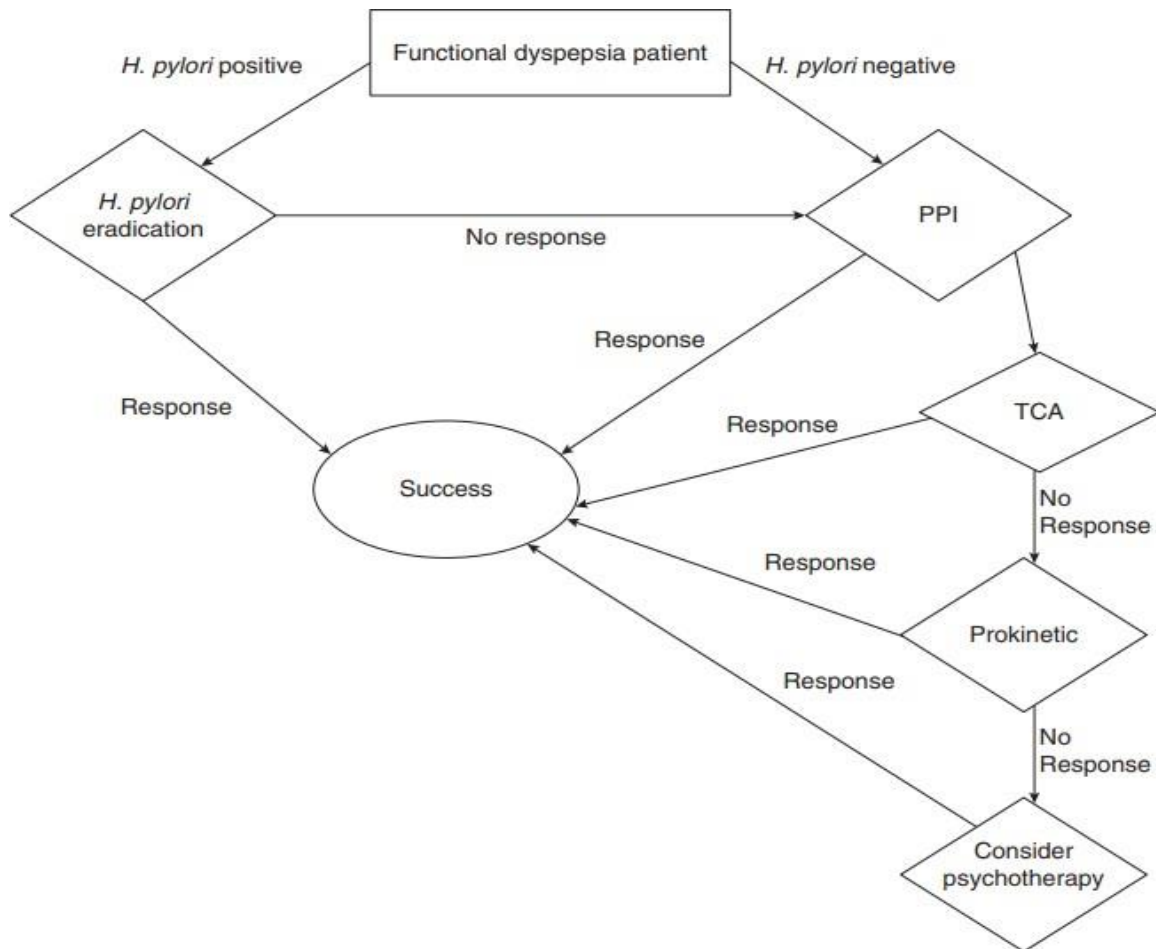 Functional dyspepsia patient
H. pylori positive
H. pylori negative
H. pylori
eradication
PPI
No response
Response
Response
TCA
Response
Success
No
Response
Response
Prokinetic
Response
No
Response
Consider
psychotherapy